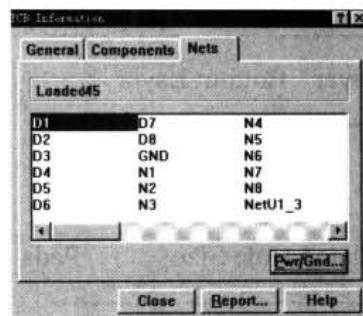 PCB Information
General Components Nets
Loaded45
D1 D7 N4
D2 D8 N5
D3 GND N6
D4 N1 N7
D5 N2 N8
D6 N3 NetU1_3
Pwr/Gnd...
Close Report... Help